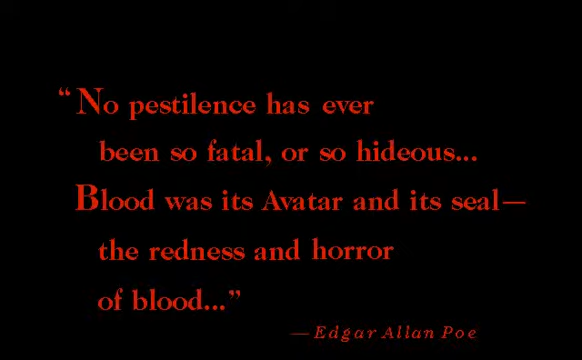 “No pestilence has ever
been so fatal, or so hideous...
Blood was its Avatar and its seal—
the redness and horror
of blood...”
—Edgar Allan Poe